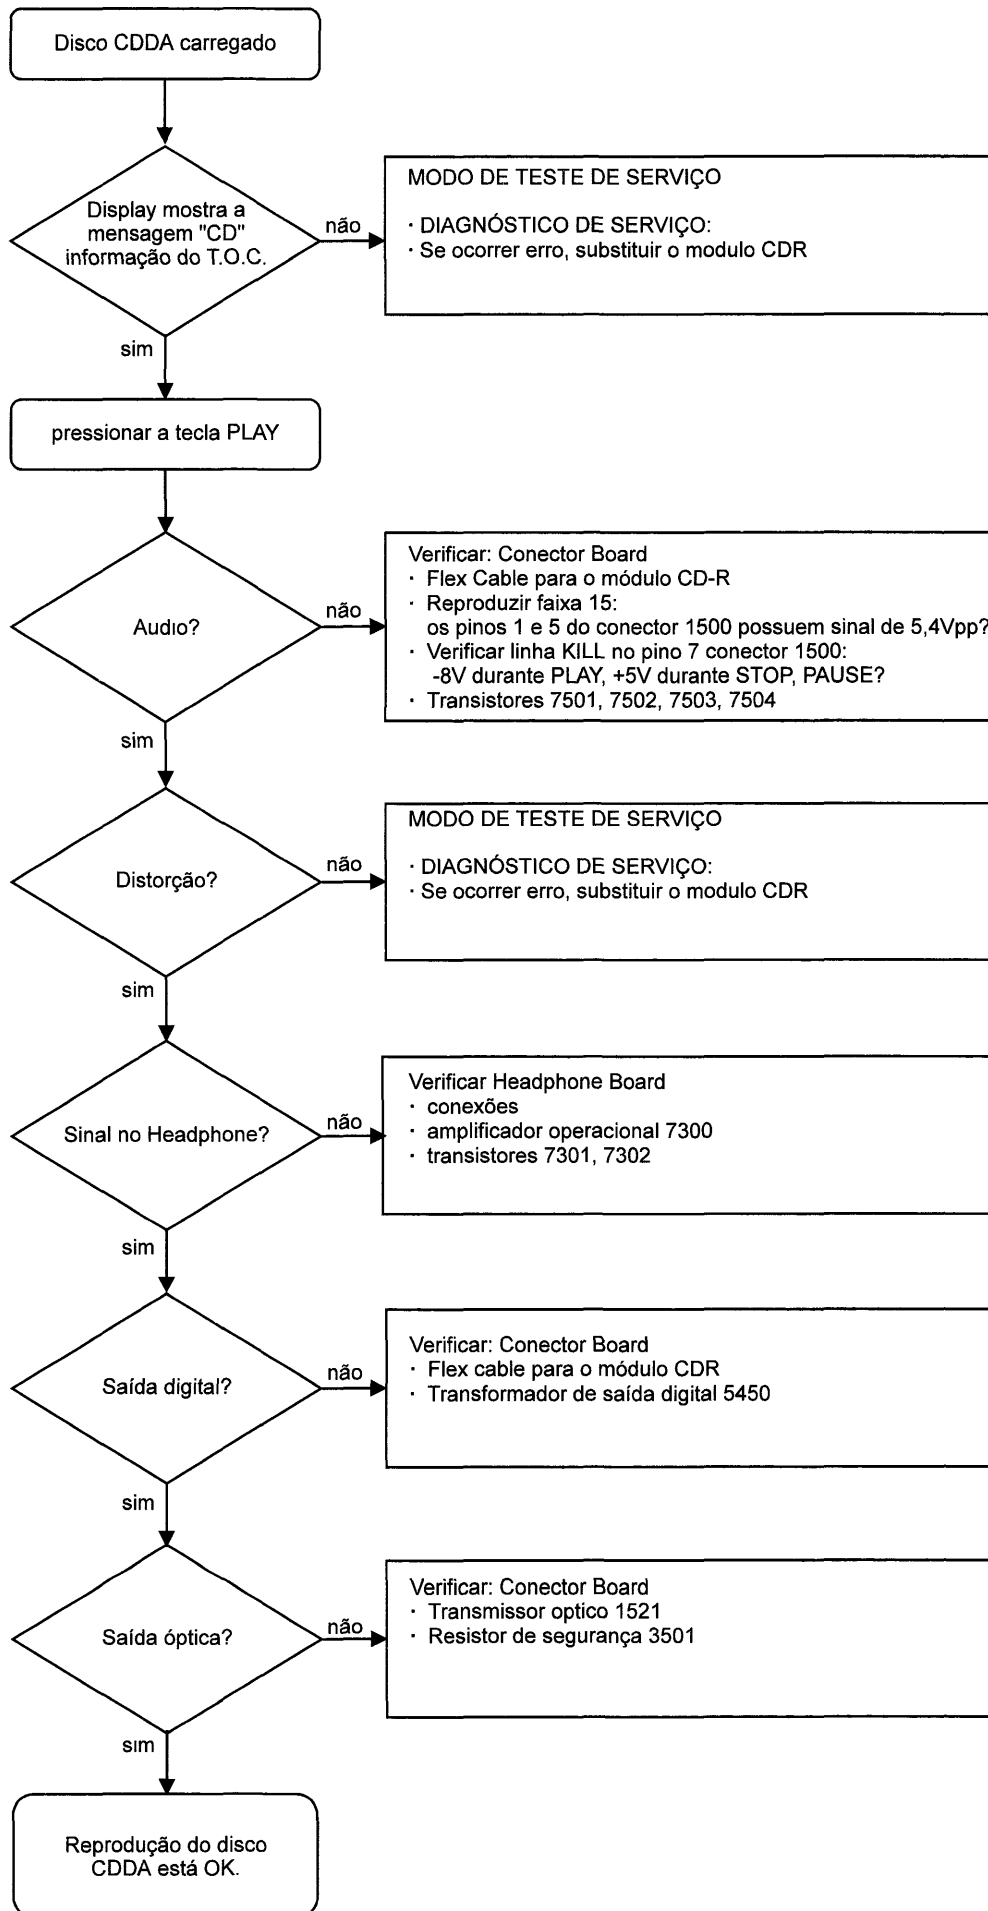 Disco CDDA carregado
Display mostra a
mensagem "CD"
informação do T.O.C.
não
MODO DE TESTE DE SERVIÇO
· DIAGNÓSTICO DE SERVIÇO:
· Se ocorrer erro, substituir o modulo CDR
sim
pressionar a tecla PLAY
Audio?
não
Verificar: Conector Board
· Flex Cable para o módulo CD-R
· Reproduzir faixa 15:
os pinos 1 e 5 do conector 1500 possuem sinal de 5,4Vpp?
· Verificar linha KILL no pino 7 conector 1500:
-8V durante PLAY, +5V durante STOP, PAUSE?
· Transistores 7501, 7502, 7503, 7504
sim
Distorção?
não
MODO DE TESTE DE SERVIÇO
· DIAGNÓSTICO DE SERVIÇO:
· Se ocorrer erro, substituir o modulo CDR
sim
Sinal no Headphone?
não
Verificar Headphone Board
· conexões
· amplificador operacional 7300
· transistores 7301, 7302
sim
Saída digital?
não
Verificar: Conector Board
· Flex cable para o módulo CDR
· Transformador de saída digital 5450
sim
Saída óptica?
não
Verificar: Conector Board
· Transmissor optico 1521
· Resistor de segurança 3501
sim
Reprodução do disco
CDDA está OK.